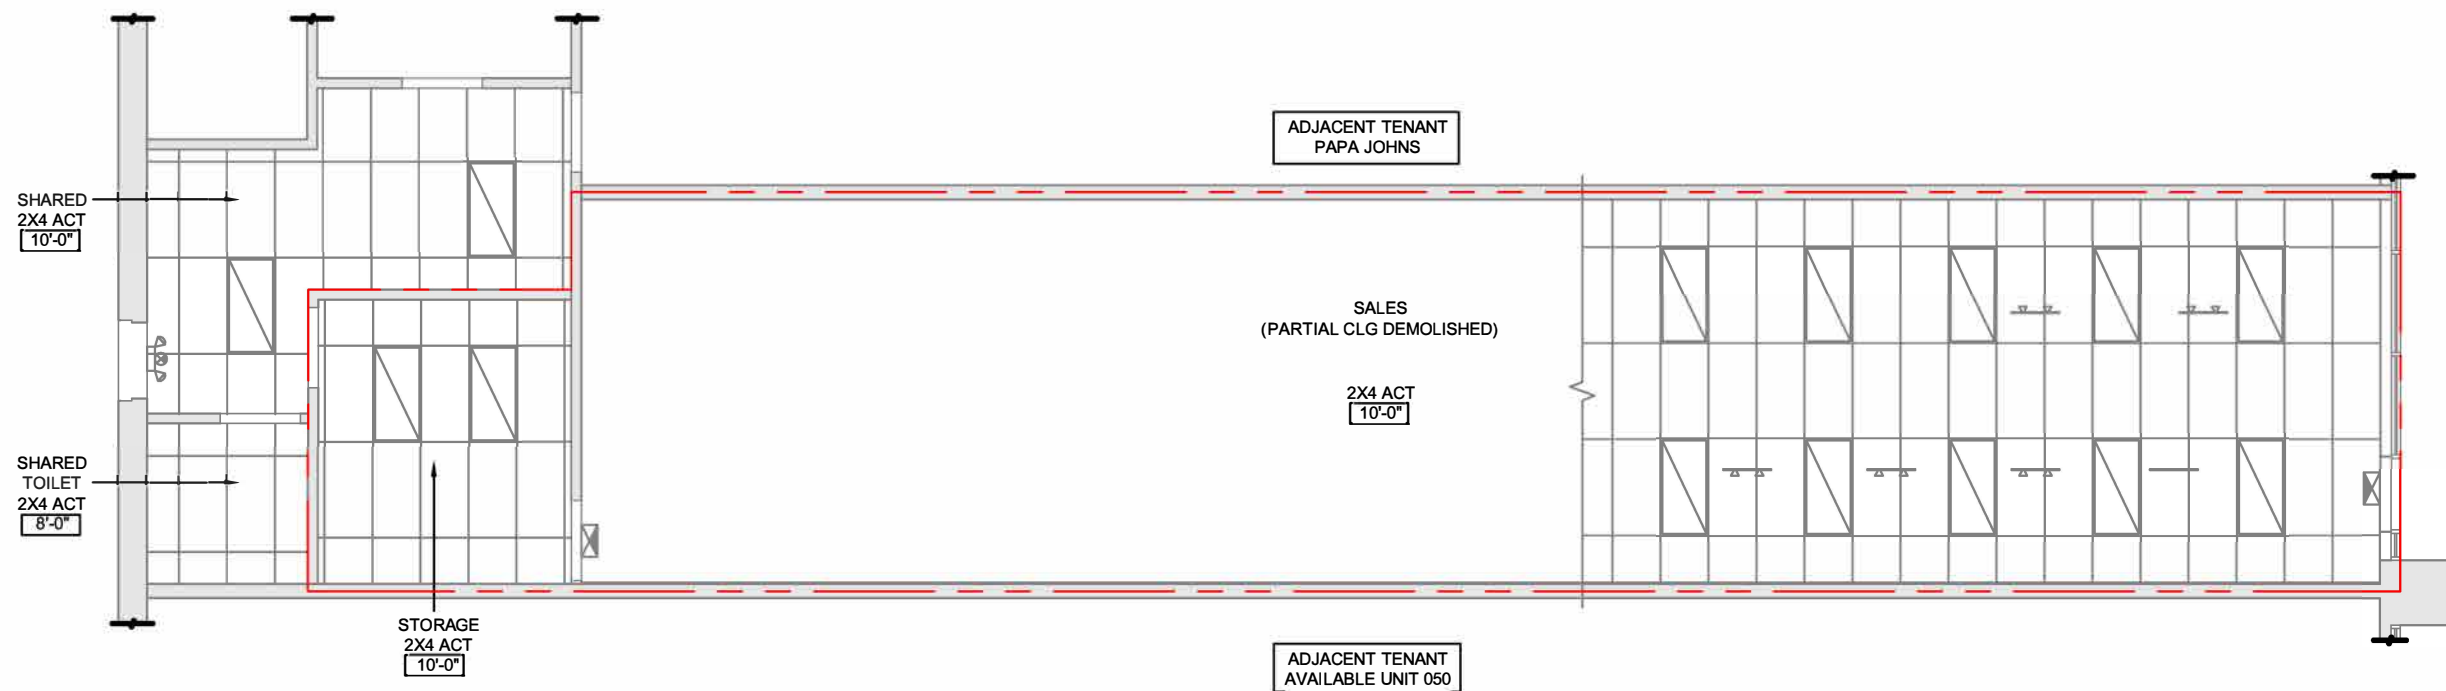 ADJACENT TENANT
PAPA JOHNS
SHARED
2X4 ACT
10'-0"
SALES
(PARTIAL CLG DEMOLISHED)
2X4 ACT
10'-0"
SHARED
TOILET
2X4 ACT
8'-0"
STORAGE
2X4 ACT
10'-0"
ADJACENT TENANT
AVAILABLE UNIT 050